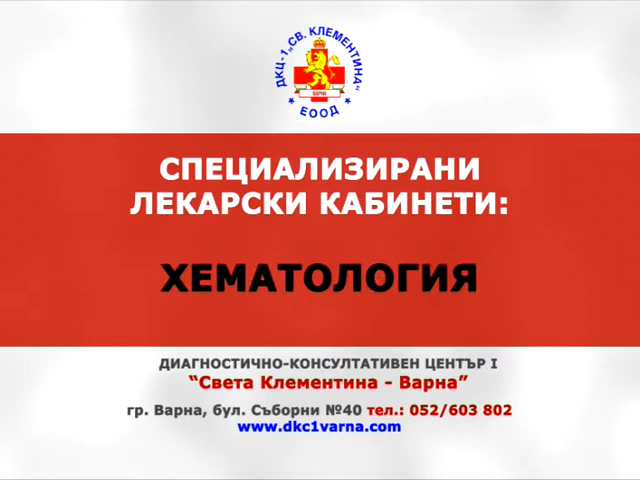 ДКЦ-1 „СВ. КЛЕМЕНТИНА“
ВАРНА
* ЕООД *
СПЕЦИАЛИЗИРАНИ
ЛЕКАРСКИ КАБИНЕТИ:
ХЕМАТОЛОГИЯ
ДИАГНОСТИЧНО-КОНСУЛТАТИВЕН ЦЕНТЪР I
“Света Клементина - Варна”
гр. Варна, бул. Съборни №40 тел.: 052/603 802
www.dkc1varna.com